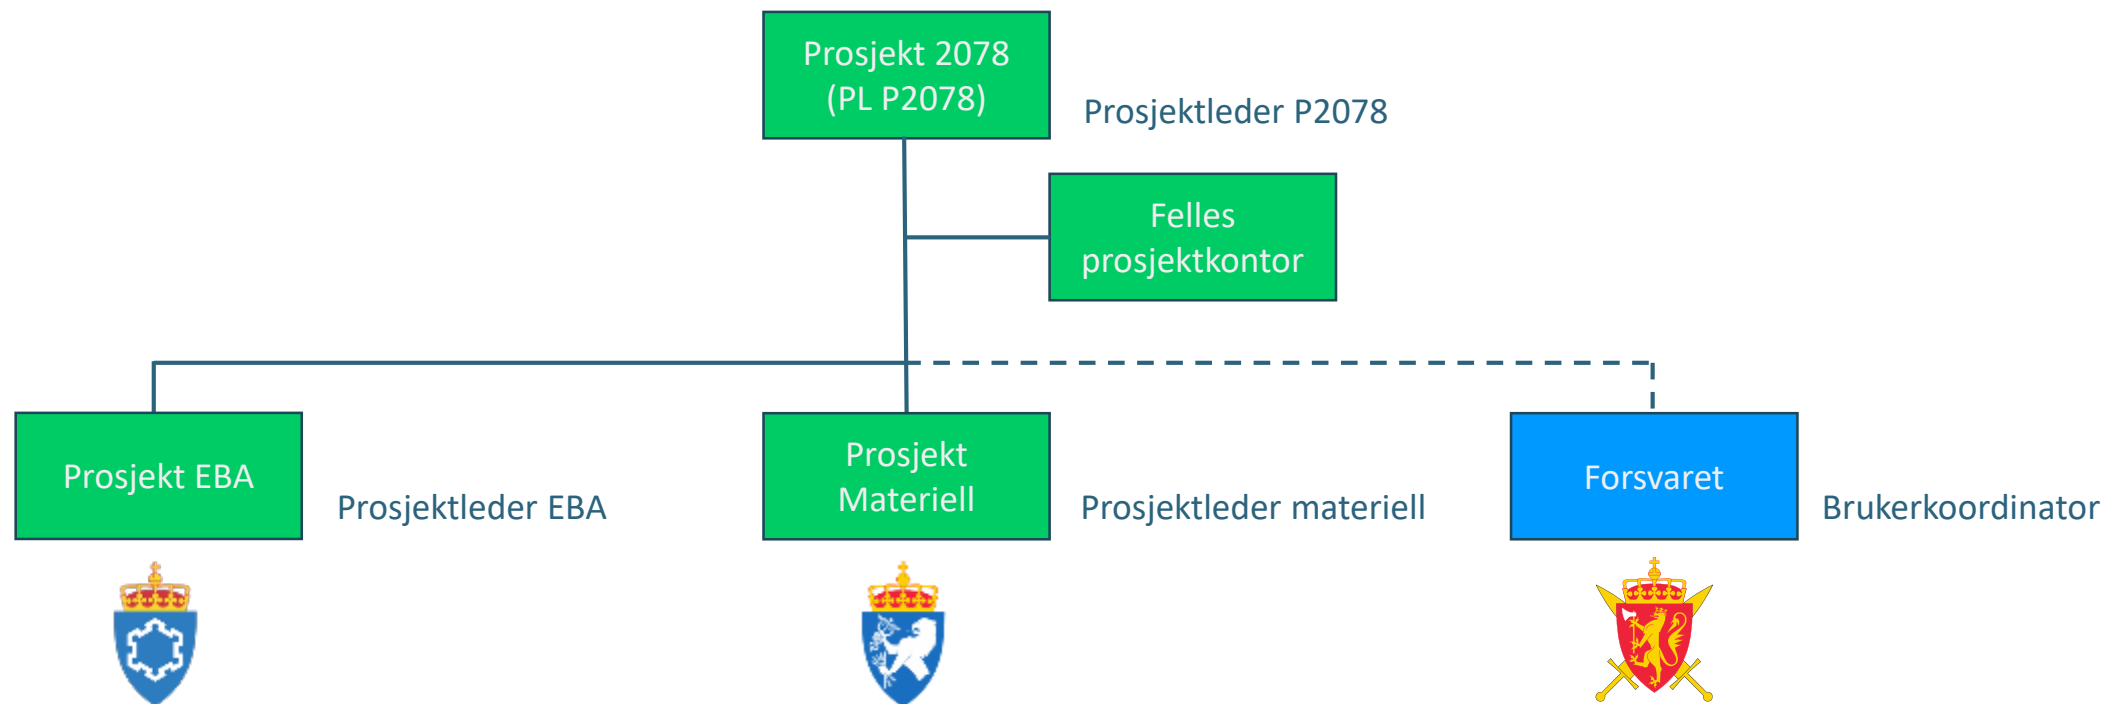 Prosjekt 2078
(PL P2078)
Prosjektleder P2078
Felles
prosjektkontor
Prosjekt EBA
Prosjektleder EBA
Prosjekt
Materiell
Prosjektleder materiell
Forsvaret
Brukerkoordinator